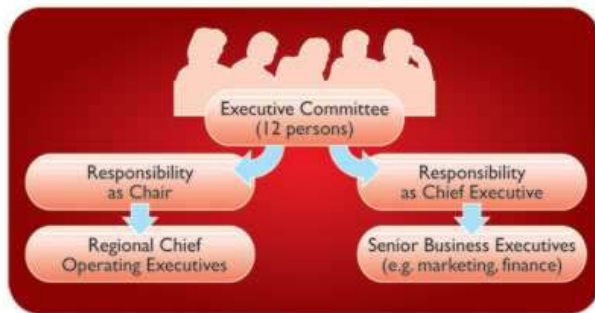 Executive Committee
(12 persons)
Responsibility
as Chair
Responsibility
as Chief Executive
Regional Chief
Operating Executives
Senior Business Executives
(e.g. marketing, finance)